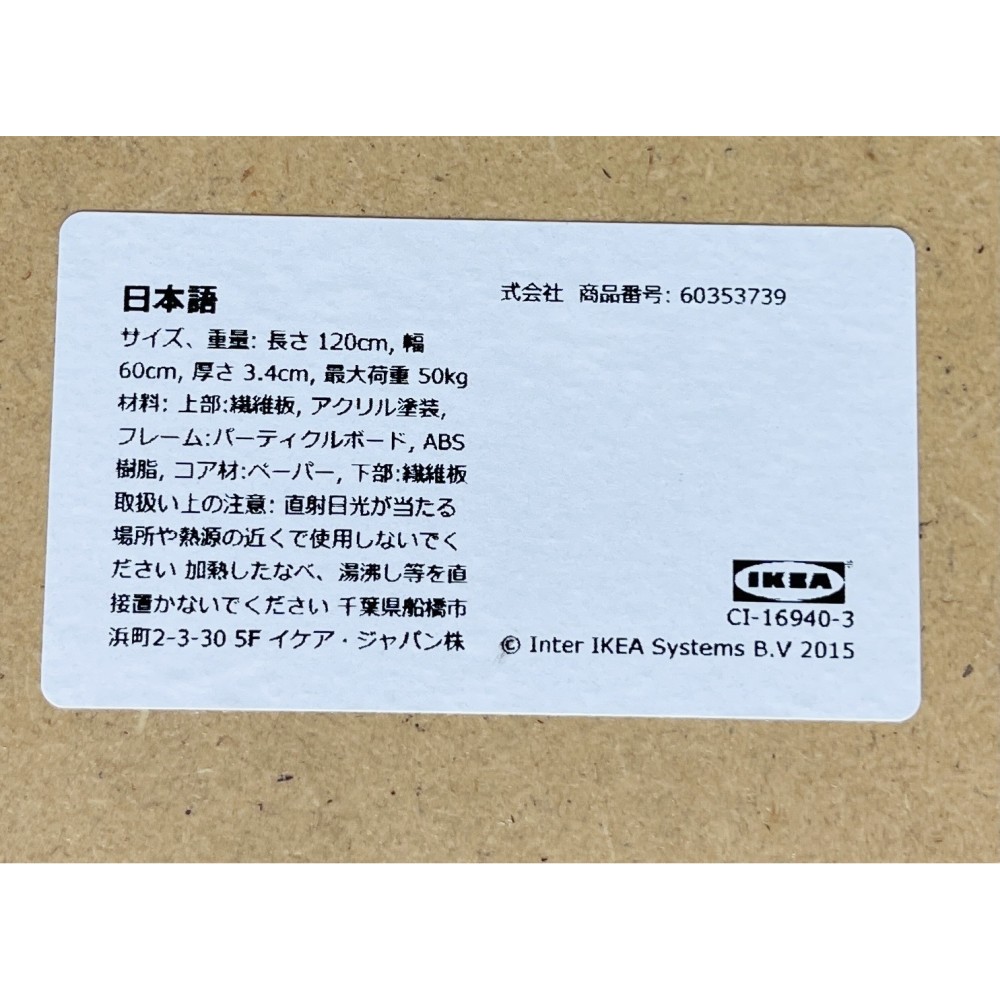 日本語
サイズ、重量: 長さ 120cm, 幅
60cm, 厚さ 3.4cm, 最大荷重 50kg
材料: 上部:繊維板, アクリル塗装,
フレーム:パーティクルボード, ABS
樹脂, コア材:ペーパー, 下部:繊維板
取扱い上の注意: 直射日光が当たる
場所や熱源の近くで使用しないでく
ださい 加熱したなべ、湯沸し等を直
接置かないでください 千葉県船橋市
浜町2-3-30 5F イケア・ジャパン株
式会社 商品番号: 60353739
IKEA
CI-16940-3
© Inter IKEA Systems B.V 2015